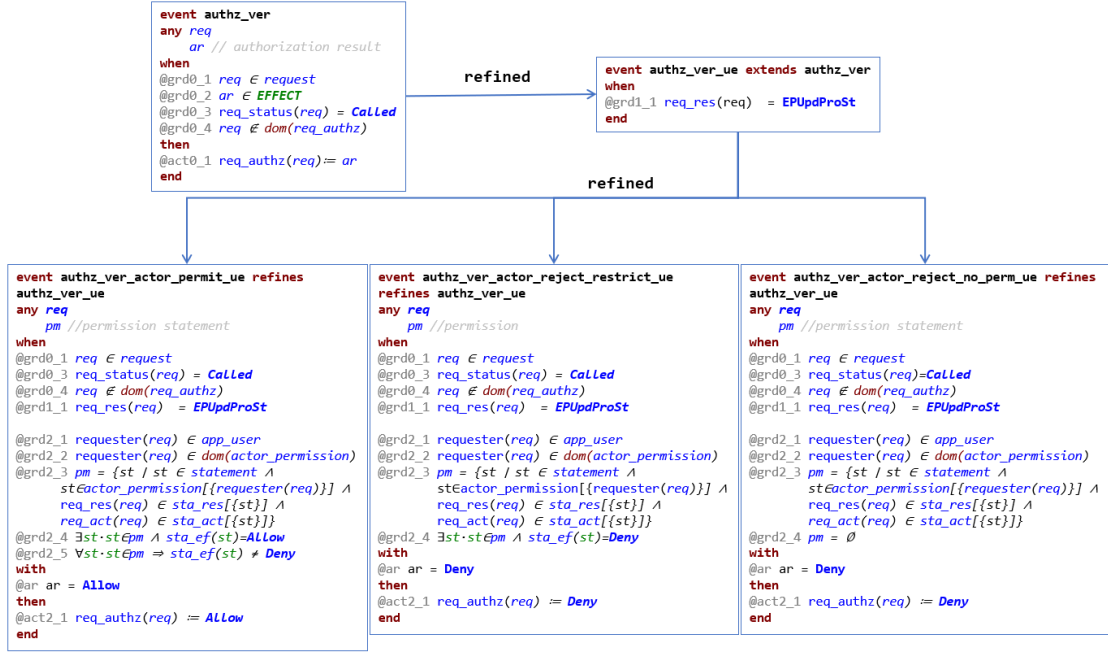 event authz_ver
any req
ar // authorization result
when
@grd0_1 req ∈ request
@grd0_2 ar ∈ EFFECT
@grd0_3 req_status(req) = Called
@grd0_4 req ∉ dom(req_authz)
then
@act0_1 req_authz(req)≔ ar
end
refined
event authz_ver_ue extends authz_ver
when
@grd1_1 req_res(req) = EPUpdProSt
end
refined
event authz_ver_actor_permit_ue refines
authz_ver_ue
any req
pm //permission statement
when
@grd0_1 req ∈ request
@grd0_3 req_status(req) = Called
@grd0_4 req ∉ dom(req_authz)
@grd1_1 req_res(req) = EPUpdProSt
@grd2_1 requester(req) ∈ app_user
@grd2_2 requester(req) ∈ dom(actor_permission)
@grd2_3 pm = {st / st ∈ statement ∧
st∈actor_permission[{requester(req)}] ∧
req_res(req) ∈ sta_res[{st}] ∧
req_act(req) ∈ sta_act[{st}]}
@grd2_4 ∃st·st∈pm ∧ sta_ef(st)=Allow
@grd2_5 ∀st·st∈pm ⇒ sta_ef(st) ≠ Deny
with
@ar ar = Allow
then
@act2_1 req_authz(req) ≔ Allow
end
event authz_ver_actor_reject_restrict_ue
refines authz_ver_ue
any req
pm //permission
when
@grd0_1 req ∈ request
@grd0_3 req_status(req) = Called
@grd0_4 req ∉ dom(req_authz)
@grd1_1 req_res(req) = EPUpdProSt
@grd2_1 requester(req) ∈ app_user
@grd2_2 requester(req) ∈ dom(actor_permission)
@grd2_3 pm = {st / st ∈ statement ∧
st∈actor_permission[{requester(req)}] ∧
req_res(req) ∈ sta_res[{st}] ∧
req_act(req) ∈ sta_act[{st}]}
@grd2_4 ∃st·st∈pm ∧ sta_ef(st)=Deny
with
@ar ar = Deny
then
@act2_1 req_authz(req) ≔ Deny
end
event authz_ver_actor_reject_no_perm_ue refines
authz_ver_ue
any req
pm //permission statement
when
@grd0_1 req ∈ request
@grd0_3 req_status(req)=Called
@grd0_4 req ∉ dom(req_authz)
@grd1_1 req_res(req) = EPUpdProSt
@grd2_1 requester(req) ∈ app_user
@grd2_2 requester(req) ∈ dom(actor_permission)
@grd2_3 pm = {st / st ∈ statement ∧
st∈actor_permission[{requester(req)}] ∧
req_res(req) ∈ sta_res[{st}] ∧
req_act(req) ∈ sta_act[{st}]}
@grd2_4 pm = Ø
with
@ar ar = Deny
then
@act2_1 req_authz(req) ≔ Deny
end